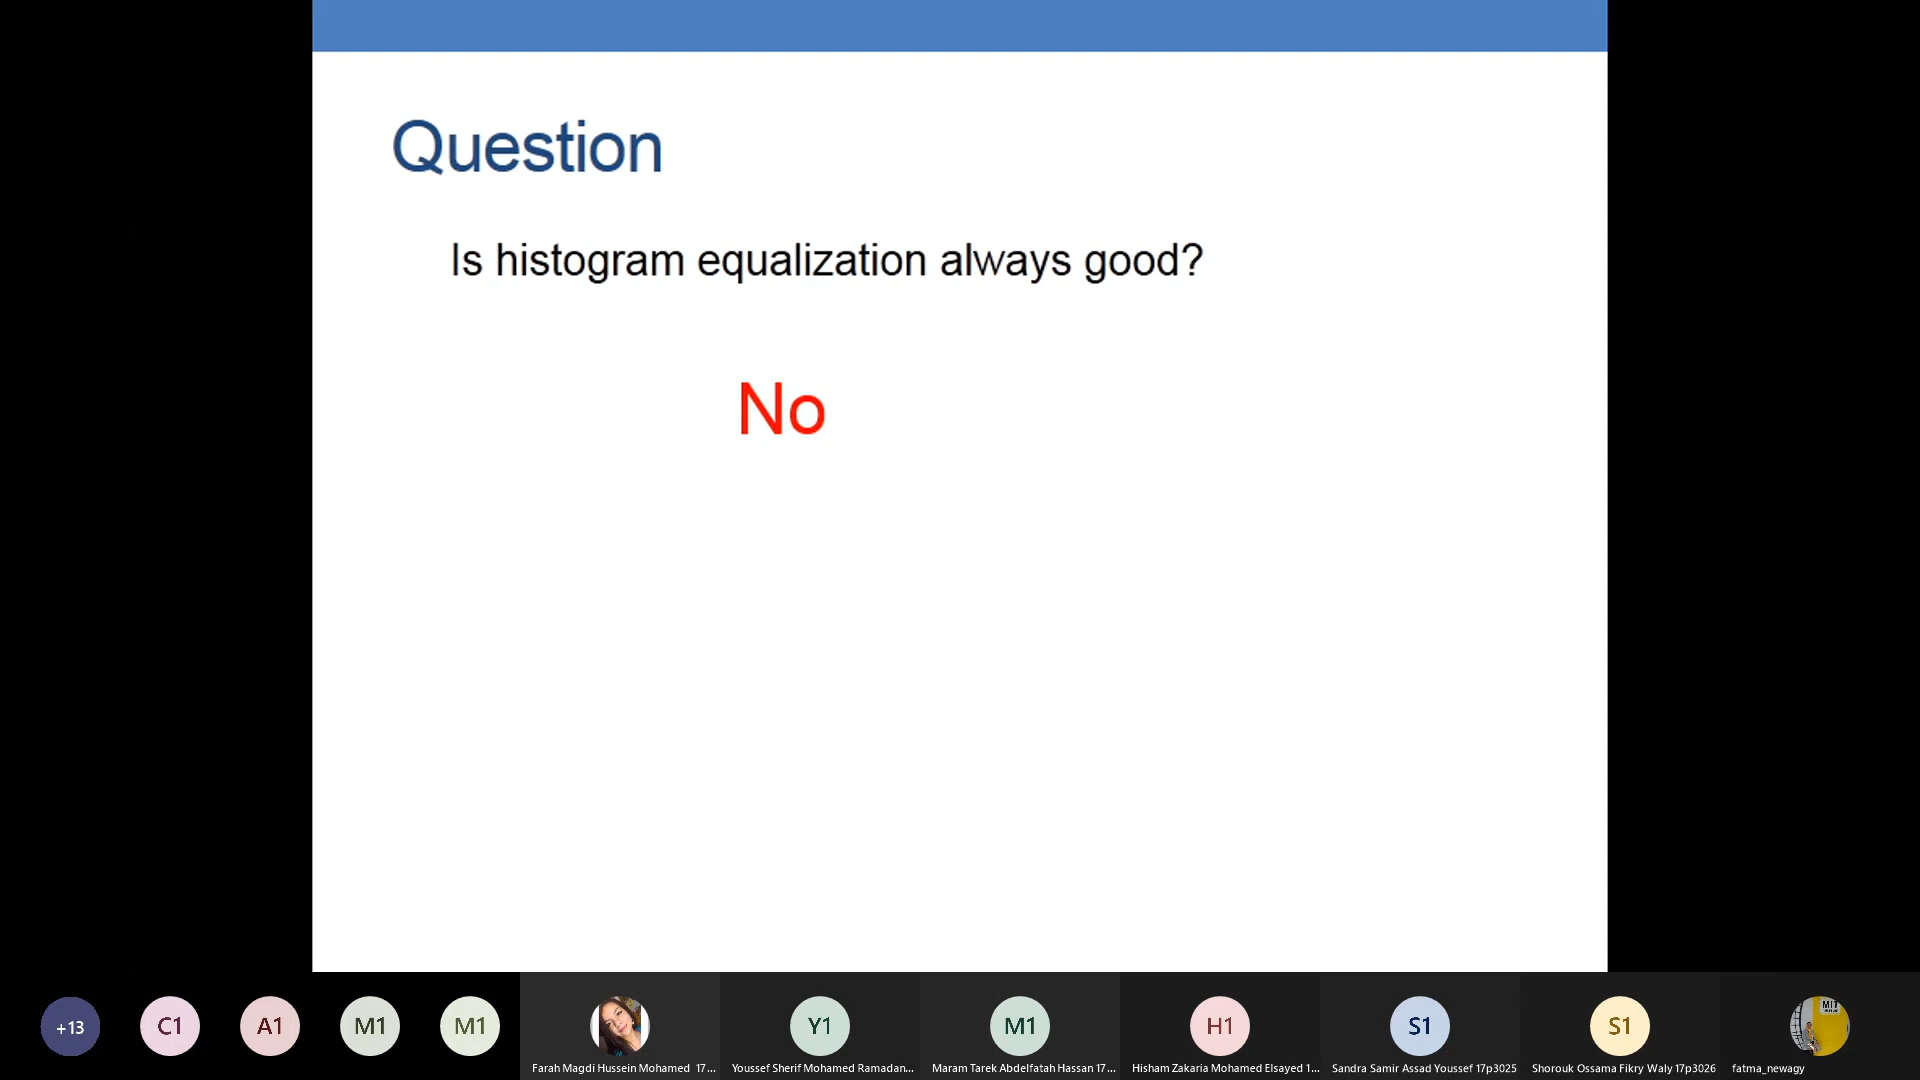 Question
Is histogram equalization always good?
No
+13
C1
A1
M1
M1
Y1
M1
H1
S1
S1
MIT
Farah Magdi Hussein Mohamed 17...
Youssef Sherif Mohamed Ramadan...
Maram Tarek Abdelfatah Hassan 17...
Hisham Zakaria Mohamed Elsayed 1...
Sandra Samir Assad Youssef 17p3025
Shorouk Ossama Fikry Waly 17p3026
fatma_newagy